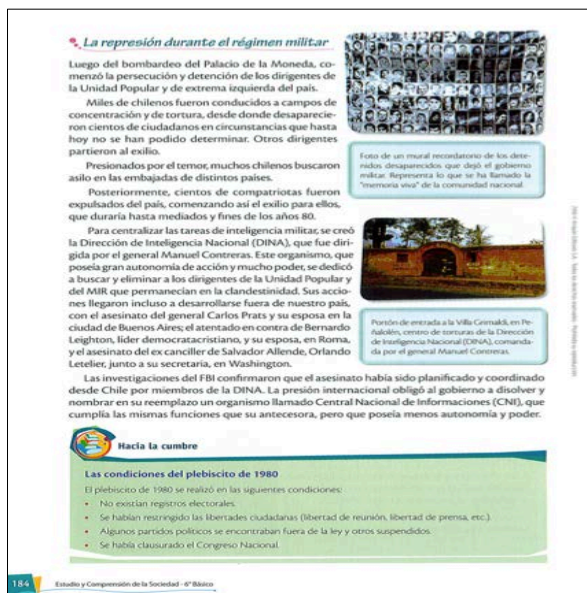 La represión durante el régimen militar
Luego del bombardeo del Palacio de la Moneda, co-
menzó la persecución y detención de los dirigentes de
la Unidad Popular y de extrema izquierda del país.
Miles de chilenos fueron conducidos a campos de
concentración y de tortura, desde donde desaparecie-
ron cientos de ciudadanos en circunstancias que hasta
hoy no se han podido determinar. Otros dirigentes
partieron al exilio.
Presionados por el temor, muchos chilenos buscaron
asilo en las embajadas de distintos países.
Posteriormente, cientos de compatriotas fueron
expulsados del país, comenzando así el exilio para ellos,
que duraría hasta mediados y fines de los años 80.
Para centralizar las tareas de inteligencia militar, se creó
la Dirección de Inteligencia Nacional (DINA), que fue diri-
gida por el general Manuel Contreras. Este organismo, que
poseía gran autonomía de acción y mucho poder, se dedicó
a buscar y eliminar a los dirigentes de la Unidad Popular y
del MIR que permanecían en la clandestinidad. Sus accio-
nes llegaron incluso a desarrollarse fuera de nuestro país,
con el asesinato del general Carlos Prats y su esposa en la
ciudad de Buenos Aires; el atentado en contra de Bernardo
Leighton, líder democratacristiano, y su esposa, en Roma,
y el asesinato del ex canciller de Salvador Allende, Orlando
Letelier, junto a su secretaria, en Washington.
Las investigaciones del FBI confirmaron que el asesinato había sido planificado y coordinado
desde Chile por miembros de la DINA. La presión internacional obligó al gobierno a disolver y
nombrar en su reemplazo un organismo llamado Central Nacional de Informaciones (CNI), que
cumplía las mismas funciones que su antecesora, pero que poseía menos autonomía y poder.
Foto de un mural recordatorio de los dete-
nidos desaparecidos que dejó el gobierno
militar. Representa lo que se ha llamado la
"memoria viva" de la comunidad nacional.
Portón de entrada a la Villa Grimaldi, en Pe-
ñalolén, centro de torturas de la Dirección
de Inteligencia Nacional (DINA), comanda-
da por el general Manuel Contreras.
Hacia la cumbre
Las condiciones del plebiscito de 1980
El plebiscito de 1980 se realizó en las siguientes condiciones:
• No existían registros electorales.
• Se habían restringido las libertades ciudadanas (libertad de reunión, libertad de prensa, etc.)
• Algunos partidos políticos se encontraban fuera de la ley y otros suspendidos.
• Se había clausurado el Congreso Nacional.
184 Estudio y Comprensión de la Sociedad - 6º Básico